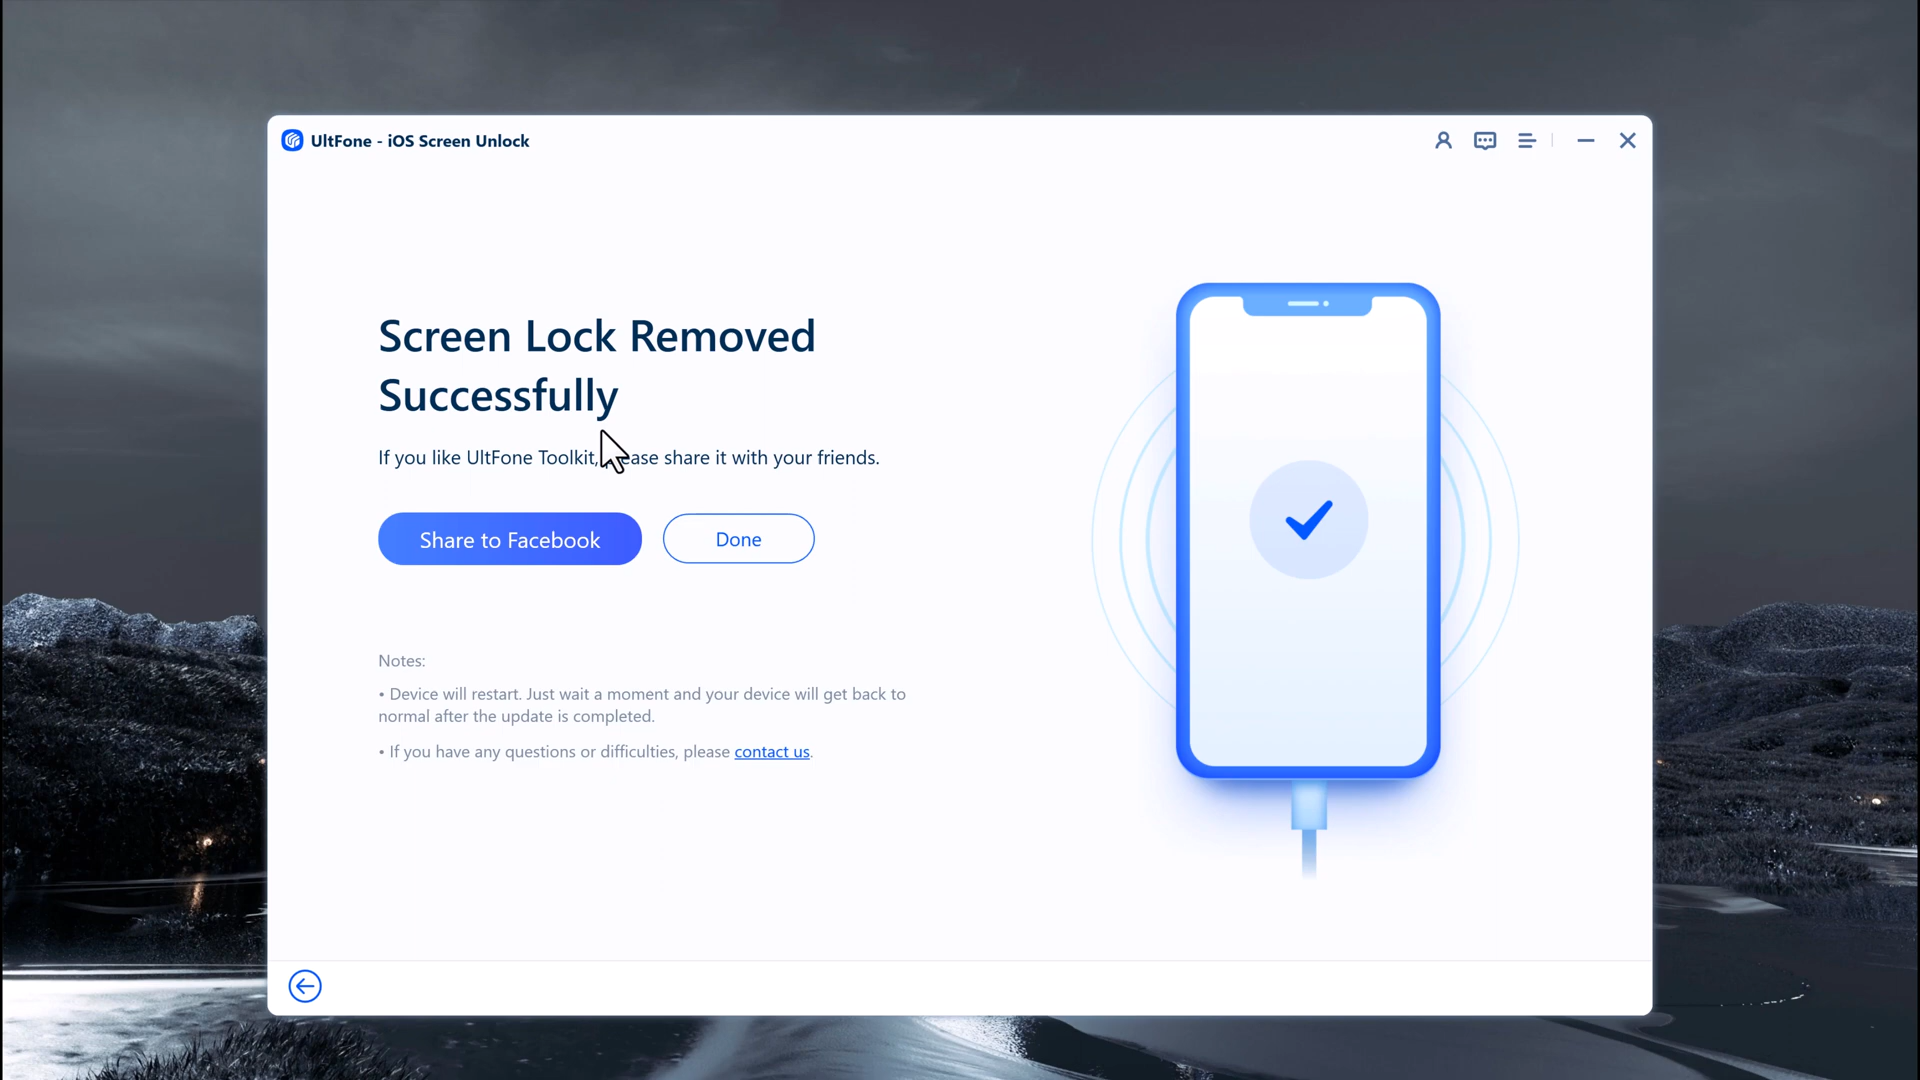 UltFone - iOS Screen Unlock
Screen Lock Removed
Successfully
If you like UltFone Toolkit, ease share it with your friends.
Share to Facebook
Done
Notes:
• Device will restart. Just wait a moment and your device will get back to
normal after the update is completed.
• If you have any questions or difficulties, please contact us.